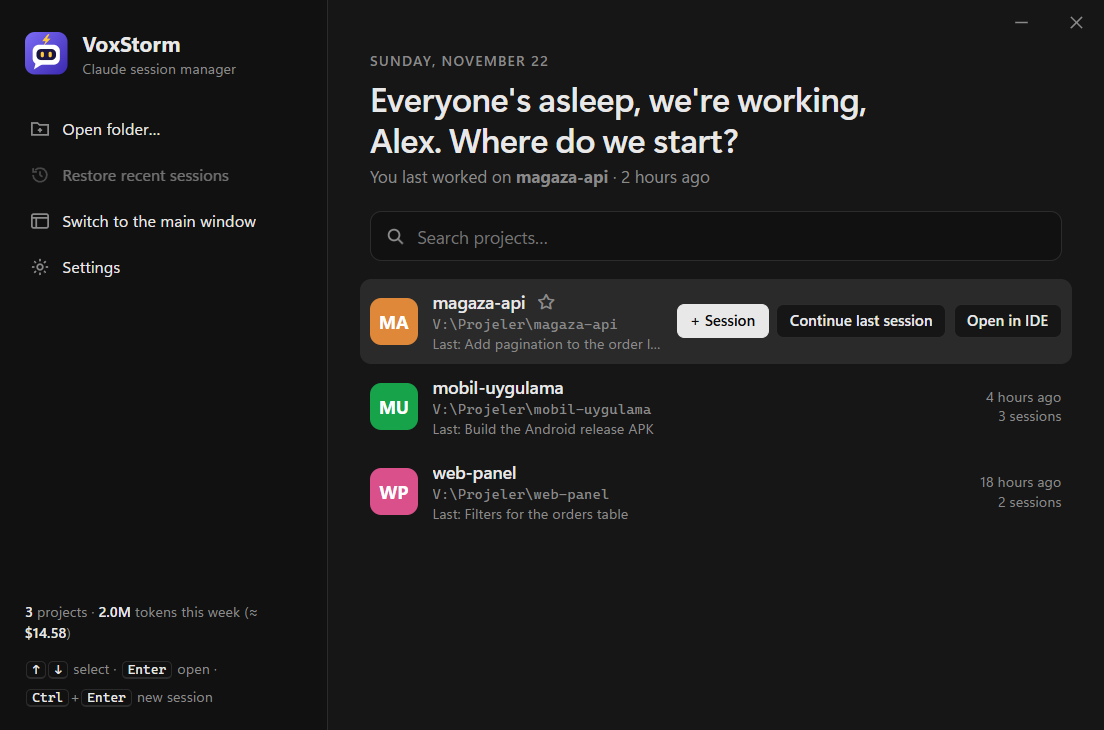 VoxStorm
Claude session manager
Open folder...
Restore recent sessions
Switch to the main window
Settings
3 projects · 2.0M tokens this week (≈
$14.58)
↑ ↓ select · Enter open ·
Ctrl + Enter new session
SUNDAY, NOVEMBER 22
Everyone's asleep, we're working,
Alex. Where do we start?
You last worked on magaza-api · 2 hours ago
Search projects...
MA
magaza-api
V:\Projeler\magaza-api
Last: Add pagination to the order l...
+ Session
Continue last session
Open in IDE
MU
mobil-uygulama
V:\Projeler\mobil-uygulama
Last: Build the Android release APK
4 hours ago
3 sessions
WP
web-panel
V:\Projeler\web-panel
Last: Filters for the orders table
18 hours ago
2 sessions